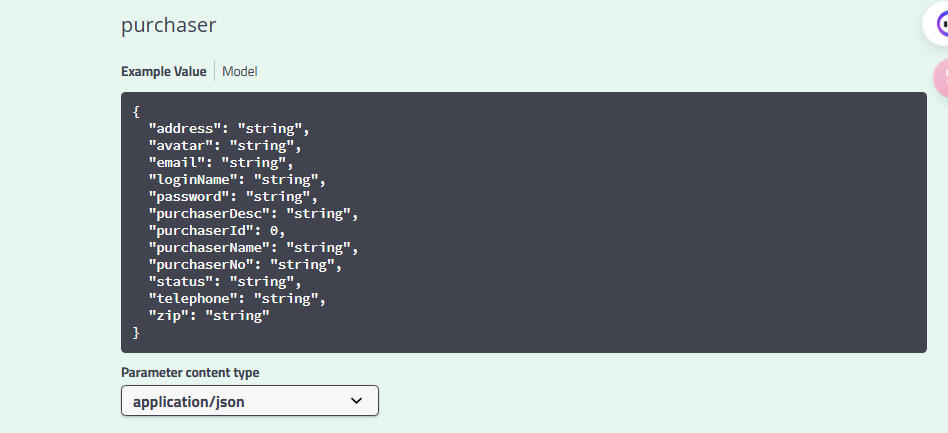 purchaser
Example Value Model
{
  "address": "string",
  "avatar": "string",
  "email": "string",
  "loginName": "string",
  "password": "string",
  "purchaserDesc": "string",
  "purchaserId": 0,
  "purchaserName": "string",
  "purchaserNo": "string",
  "status": "string",
  "telephone": "string",
  "zip": "string"
}
Parameter content type
application/json